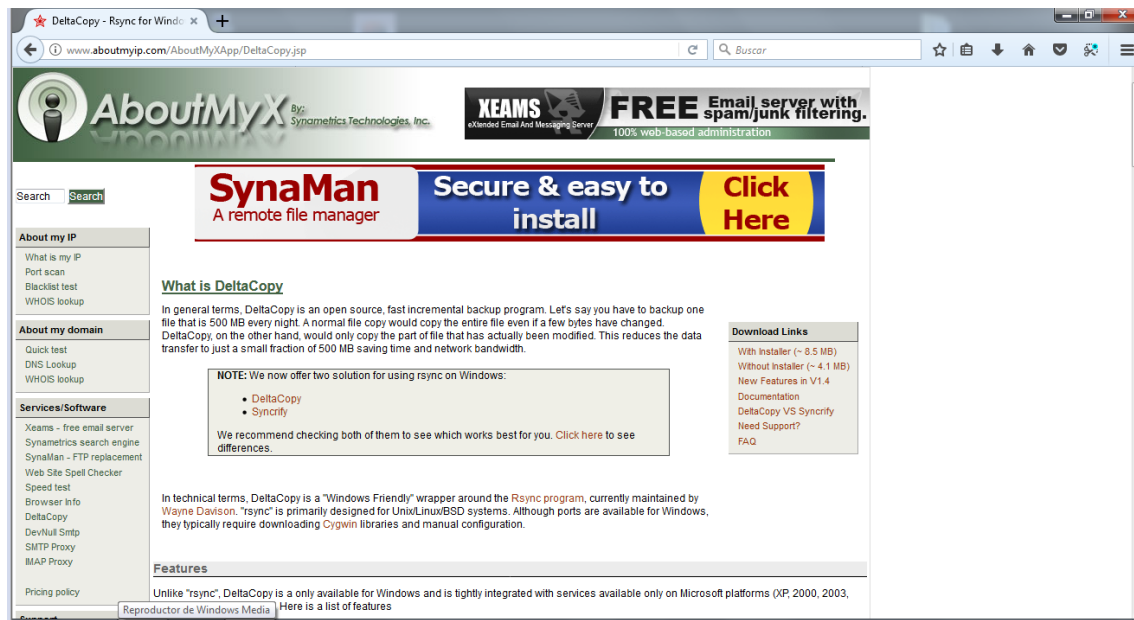 DeltaCopy - Rsync for Windo
www.aboutmyip.com/AboutMyXApp/DeltaCopy.jsp
Buscar
AboutMyX By:
Synametrics Technologies, Inc.
XEAMS
eXtended Email And Messaging Server
FREE Email server with
spam/junk filtering.
100% web-based administration
SynaMan
A remote file manager
Secure & easy to
install
Click
Here
Search Search
About my IP
What is my IP
Port scan
Blacklist test
WHOIS lookup
About my domain
Quick test
DNS Lookup
WHOIS lookup
Services/Software
Xeams - free email server
Synametrics search engine
SynaMan - FTP replacement
Web Site Spell Checker
Speed test
Browser Info
DeltaCopy
DevNull Smtp
SMTP Proxy
IMAP Proxy
Pricing policy
Support
What is DeltaCopy
In general terms, DeltaCopy is an open source, fast incremental backup program. Let's say you have to backup one
file that is 500 MB every night. A normal file copy would copy the entire file even if a few bytes have changed.
DeltaCopy, on the other hand, would only copy the part of file that has actually been modified. This reduces the data
transfer to just a small fraction of 500 MB saving time and network bandwidth.
NOTE: We now offer two solution for using rsync on Windows:
• DeltaCopy
• Syncrify
We recommend checking both of them to see which works best for you. Click here to see
differences.
In technical terms, DeltaCopy is a "Windows Friendly" wrapper around the Rsync program, currently maintained by
Wayne Davison. "rsync" is primarily designed for Unix/Linux/BSD systems. Although ports are available for Windows,
they typically require downloading Cygwin libraries and manual configuration.
Features
Unlike "rsync", DeltaCopy is a only available for Windows and is tightly integrated with services available only on Microsoft platforms (XP, 2000, 2003,
Here is a list of features
Reproductor de Windows Media
Download Links
With Installer (~ 8.5 MB)
Without Installer (~ 4.1 MB)
New Features in V1.4
Documentation
DeltaCopy VS Syncrify
Need Support?
FAQ